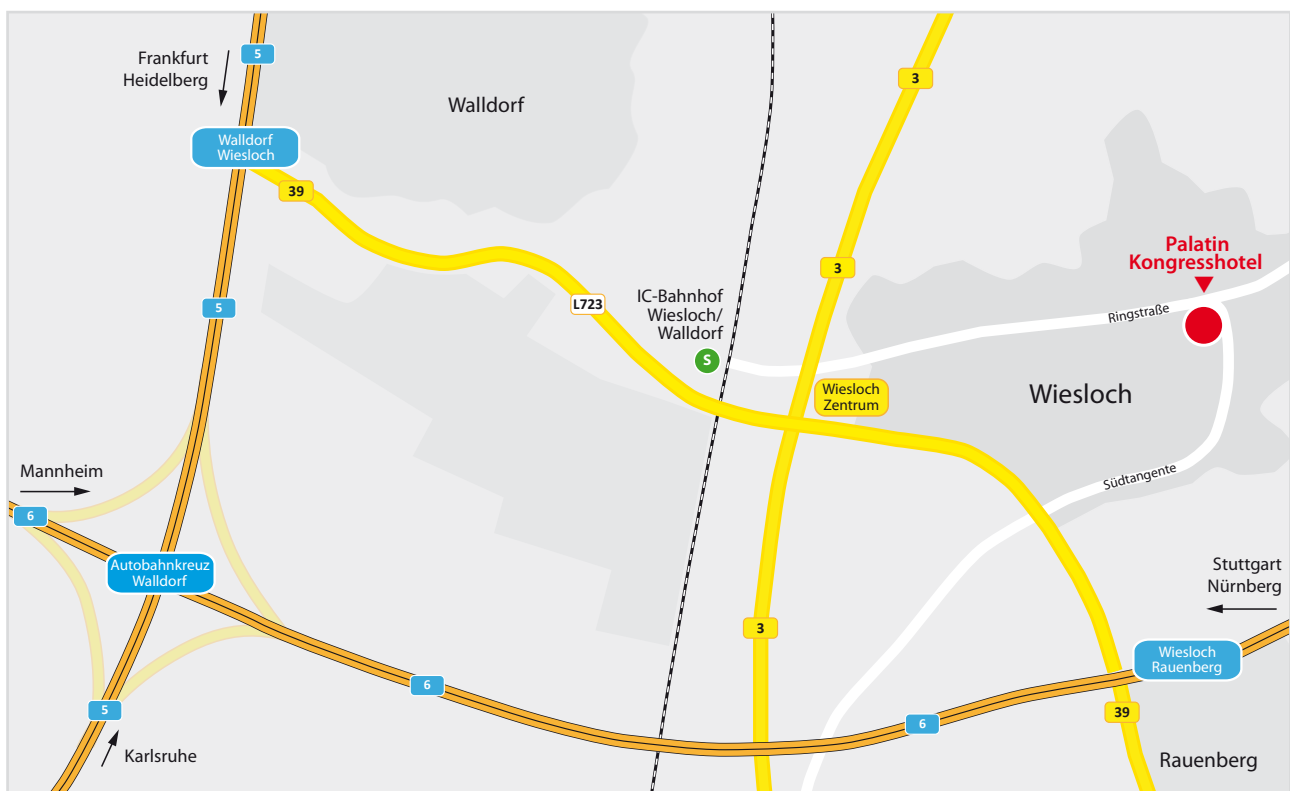 Frankfurt
Heidelberg
5
Walldorf
3
Walldorf
Wiesloch
39
Palatin
Kongresshotel
3
5
L723
IC-Bahnhof
Wiesloch/
Walldorf
S
Ringstraße
Wiesloch
Zentrum
Wiesloch
Mannheim
Südtangente
6
Autobahnkreuz
Walldorf
Stuttgart
Nürnberg
3
Wiesloch
Rauenberg
6
5
39
6
Karlsruhe
Rauenberg